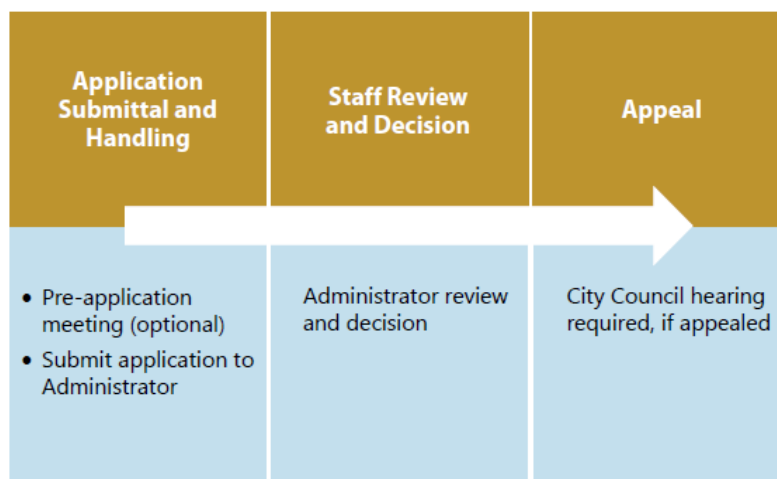 Application
Submittal and
Handling
Staff Review
and Decision
Appeal
• Pre-application
meeting (optional)
• Submit application to
Administrator
Administrator review
and decision
City Council hearing
required, if appealed